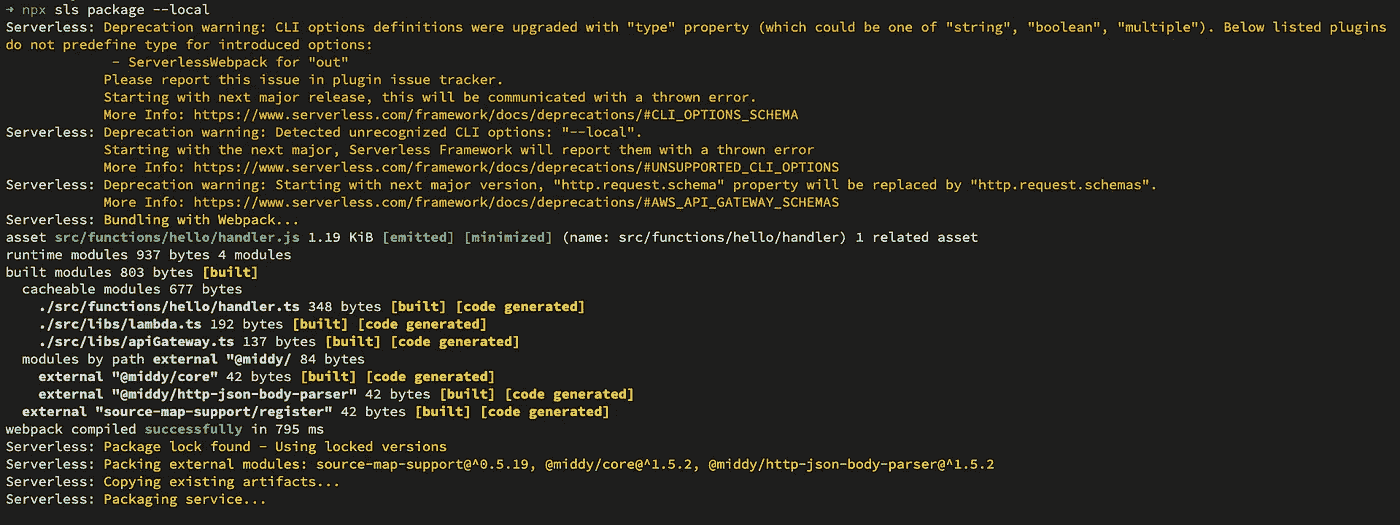 → npx sls package --local
Serverless: Deprecation warning: CLI options definitions were upgraded with "type" property (which could be one of "string", "boolean", "multiple"). Below listed plugins
do not predefine type for introduced options:
- ServerlessWebpack for "out"
Please report this issue in plugin issue tracker.
Starting with next major release, this will be communicated with a thrown error.
More Info: https://www.serverless.com/framework/docs/deprecations/#CLI_OPTIONS_SCHEMA
Serverless: Deprecation warning: Detected unrecognized CLI options: "--local".
Starting with the next major, Serverless Framework will report them with a thrown error
More Info: https://www.serverless.com/framework/docs/deprecations/#UNSUPPORTED_CLI_OPTIONS
Serverless: Deprecation warning: Starting with next major version, "http.request.schema" property will be replaced by "http.request.schemas".
More Info: https://www.serverless.com/framework/docs/deprecations/#AWS_API_GATEWAY_SCHEMAS
Serverless: Bundling with Webpack...
asset src/functions/hello/handler.js 1.19 KiB [emitted] [minimized] (name: src/functions/hello/handler) 1 related asset
runtime modules 937 bytes 4 modules
built modules 803 bytes [built]
cacheable modules 677 bytes
./src/functions/hello/handler.ts 348 bytes [built] [code generated]
./src/libs/lambda.ts 192 bytes [built] [code generated]
./src/libs/apiGateway.ts 137 bytes [built] [code generated]
modules by path external "@middy/ 84 bytes
external "@middy/core" 42 bytes [built] [code generated]
external "@middy/http-json-body-parser" 42 bytes [built] [code generated]
external "source-map-support/register" 42 bytes [built] [code generated]
webpack compiled successfully in 795 ms
Serverless: Package lock found - Using locked versions
Serverless: Packing external modules: source-map-support@^0.5.19, @middy/core@^1.5.2, @middy/http-json-body-parser@^1.5.2
Serverless: Copying existing artifacts...
Serverless: Packaging service...